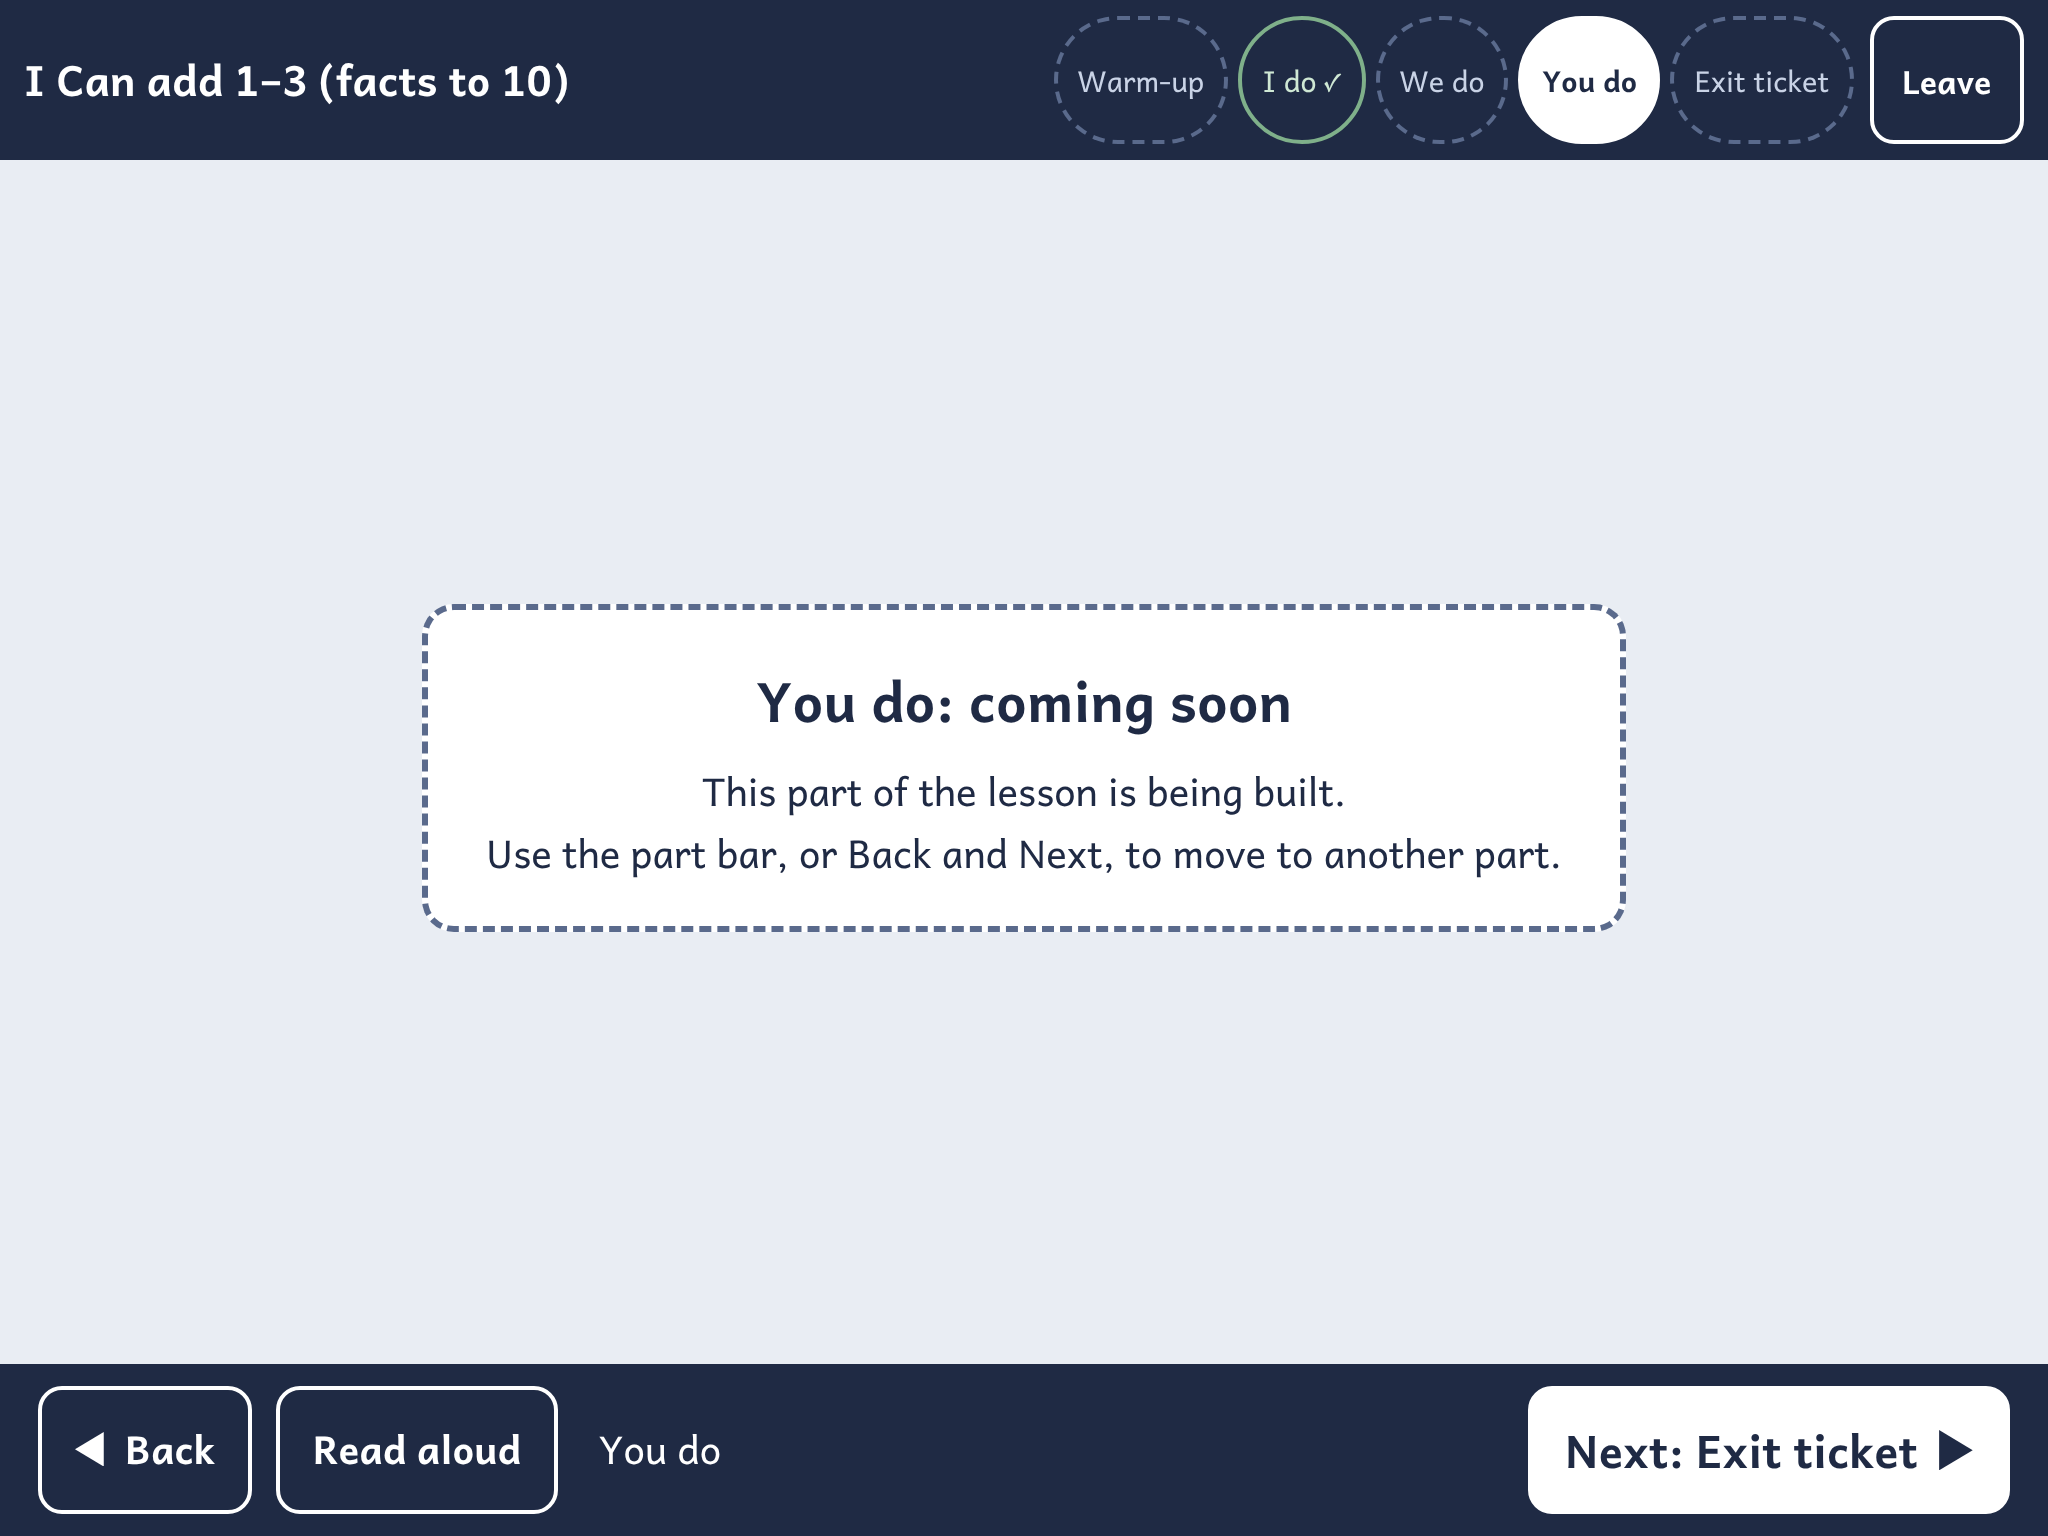 I Can add 1–3 (facts to 10)
Warm-up
I do ✓
We do
You do
Exit ticket
Leave
You do: coming soon
This part of the lesson is being built.
Use the part bar, or Back and Next, to move to another part.
◀ Back
Read aloud
You do
Next: Exit ticket ▶